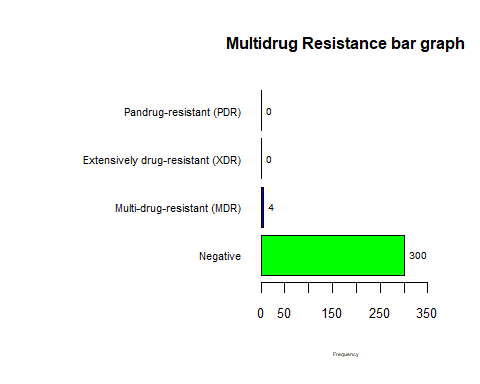 Multidrug Resistance bar graph
Pandrug-resistant (PDR) 0
Extensively drug-resistant (XDR) 0
Multi-drug-resistant (MDR) 4
Negative 300
0 50 150 250 350
Frequency